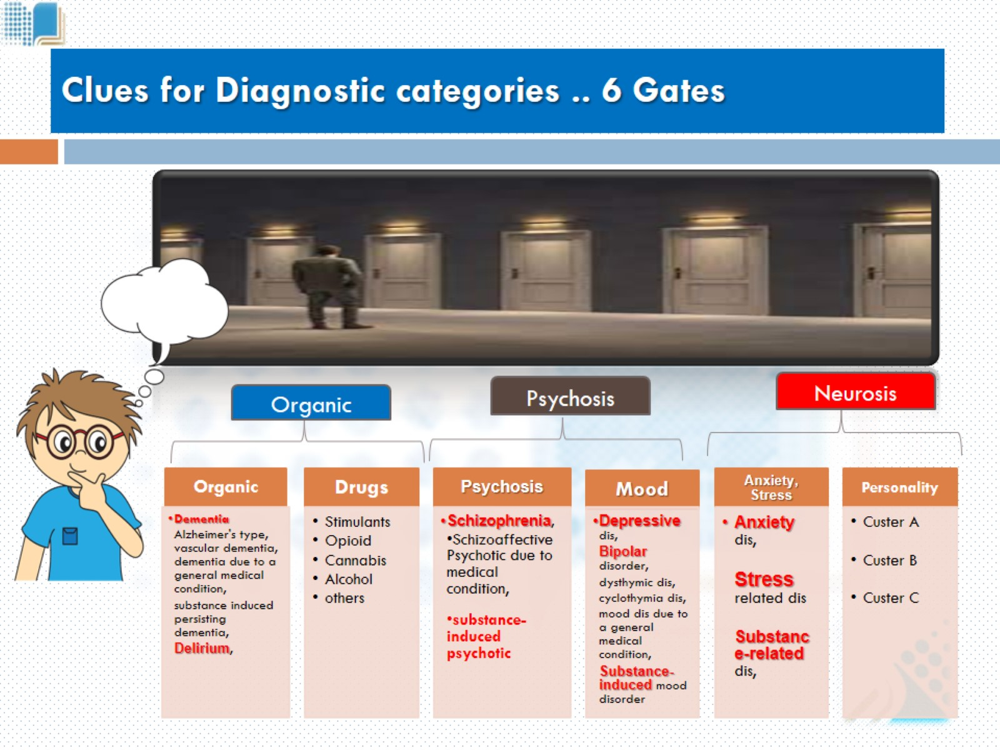 Clues for Diagnostic categories .. 6 Gates
Organic
Psychosis
Neurosis
Organic
•Dementia
Alzheimer's type,
vascular dementia,
dementia due to a
general medical
condition,
substance induced
persisting
dementia,
Delirium,
Drugs
• Stimulants
• Opioid
• Cannabis
• Alcohol
• others
Psychosis
•Schizophrenia,
•Schizoaffective
Psychotic due to
medical
condition,
•substance-
induced
psychotic
Mood
•Depressive
dis,
Bipolar
disorder,
dysthymic dis,
cyclothymia dis,
mood dis due to
a general
medical
condition,
Substance-
induced mood
disorder
Anxiety,
Stress
• Anxiety
dis,
Stress
related dis
Substanc
e-related
dis,
Personality
• Custer A
• Custer B
• Custer C